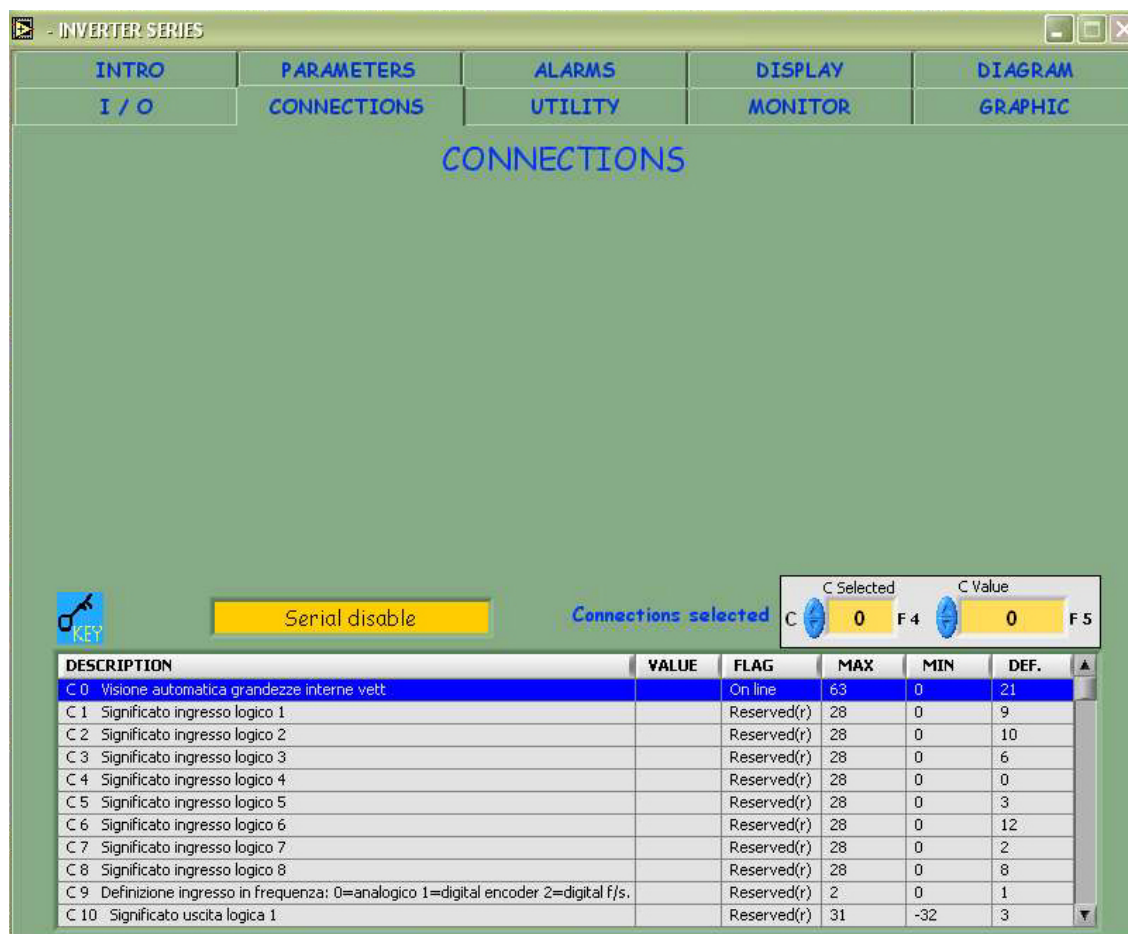 - INVERTER SERIES
INTRO PARAMETERS ALARMS DISPLAY DIAGRAM
I / O CONNECTIONS UTILITY MONITOR GRAPHIC
CONNECTIONS
C Selected C Value
KEY Serial disable Connections selected C 0 F 4 0 F 5
DESCRIPTION VALUE FLAG MAX MIN DEF.
C 0 Visione automatica grandezze interne vett On line 63 0 21
C 1 Significato ingresso logico 1 Reserved(r) 28 0 9
C 2 Significato ingresso logico 2 Reserved(r) 28 0 10
C 3 Significato ingresso logico 3 Reserved(r) 28 0 6
C 4 Significato ingresso logico 4 Reserved(r) 28 0 0
C 5 Significato ingresso logico 5 Reserved(r) 28 0 3
C 6 Significato ingresso logico 6 Reserved(r) 28 0 12
C 7 Significato ingresso logico 7 Reserved(r) 28 0 2
C 8 Significato ingresso logico 8 Reserved(r) 28 0 8
C 9 Definizione ingresso in frequenza: 0=analogico 1=digital encoder 2=digital f/s. Reserved(r) 2 0 1
C 10 Significato uscita logica 1 Reserved(r) 31 -32 3